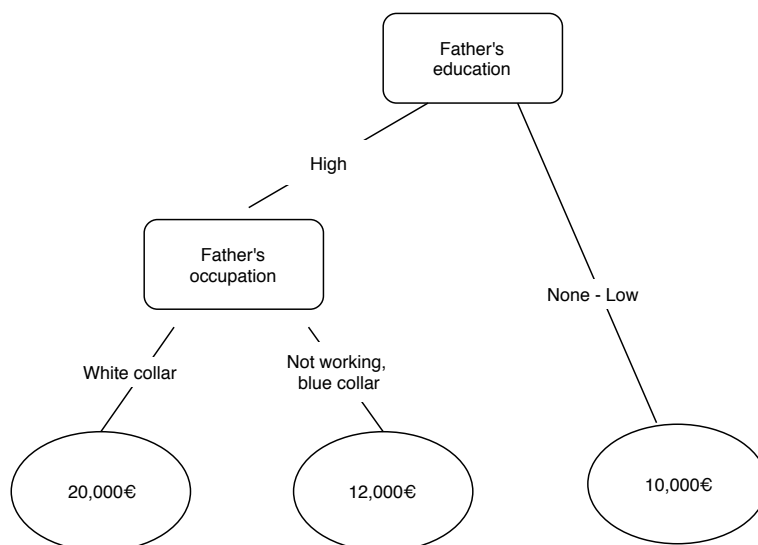 Father's
education
High
Father's
occupation
None - Low
White collar
Not working,
blue collar
20,000€
12,000€
10,000€